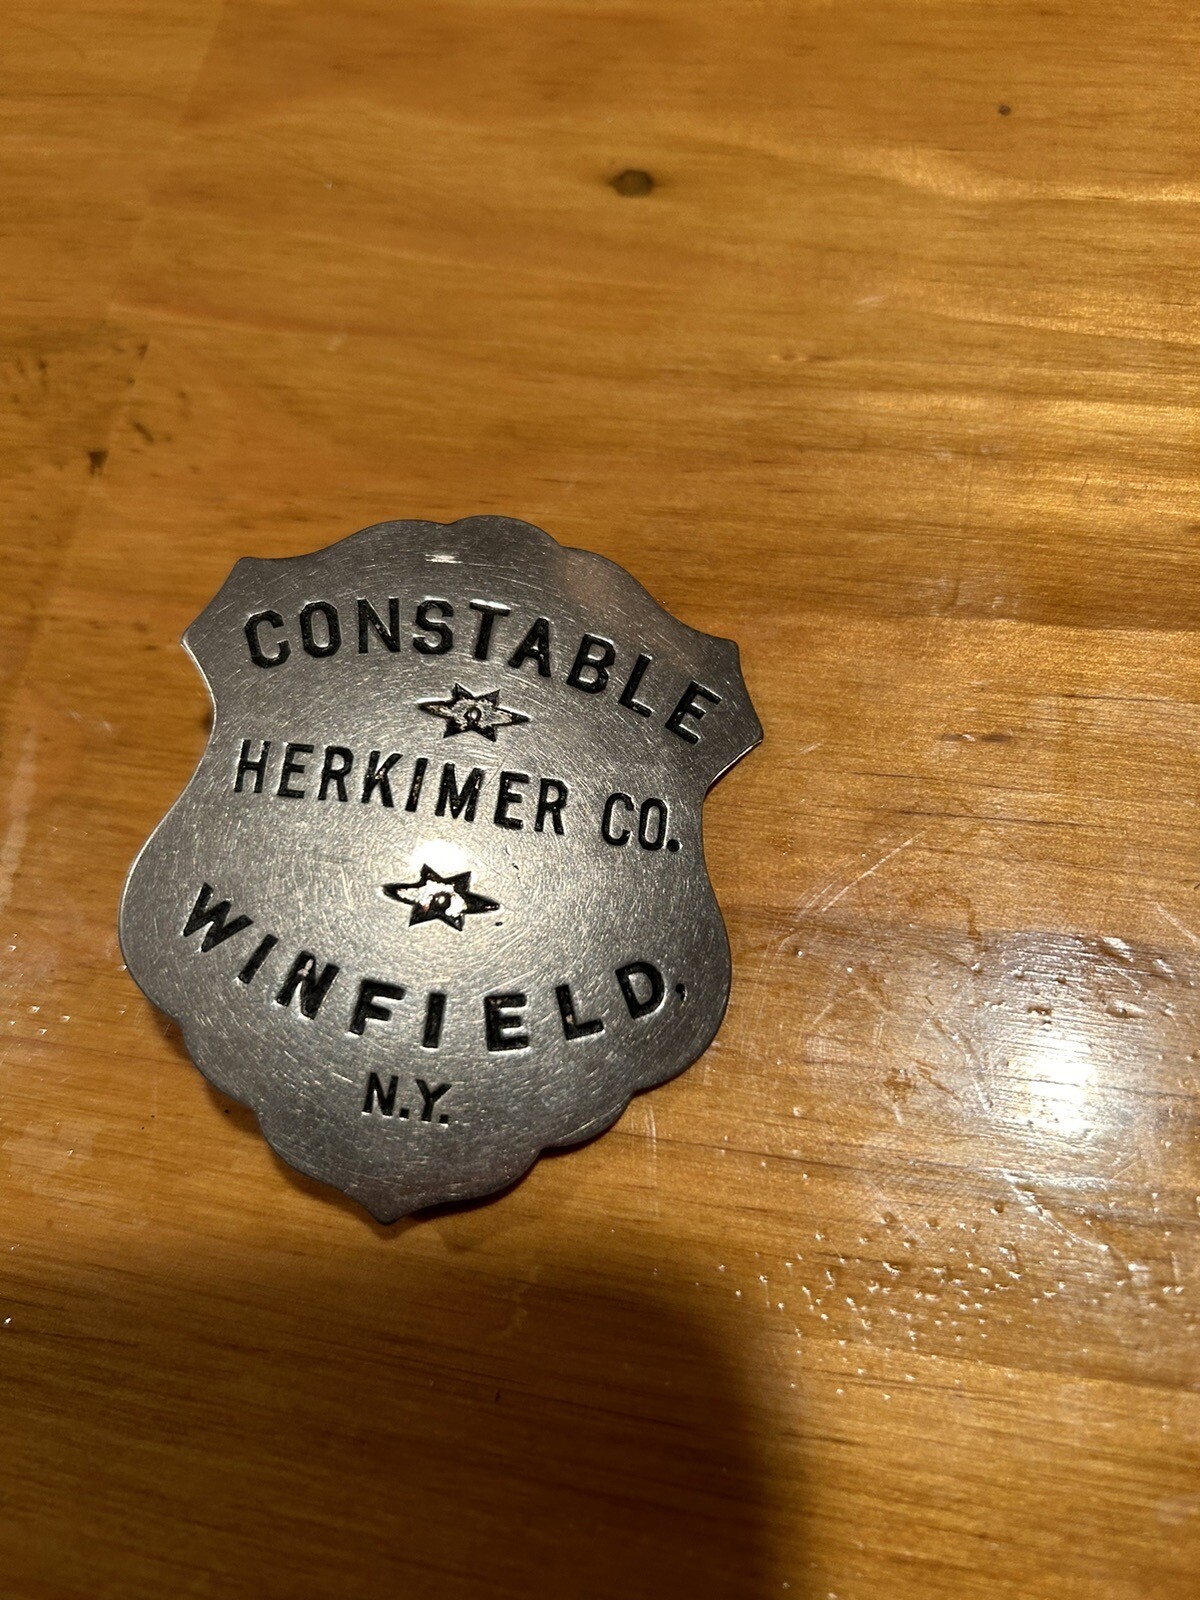 CONSTABLE
HERKIMER CO.
WINFIELD,
N.Y.